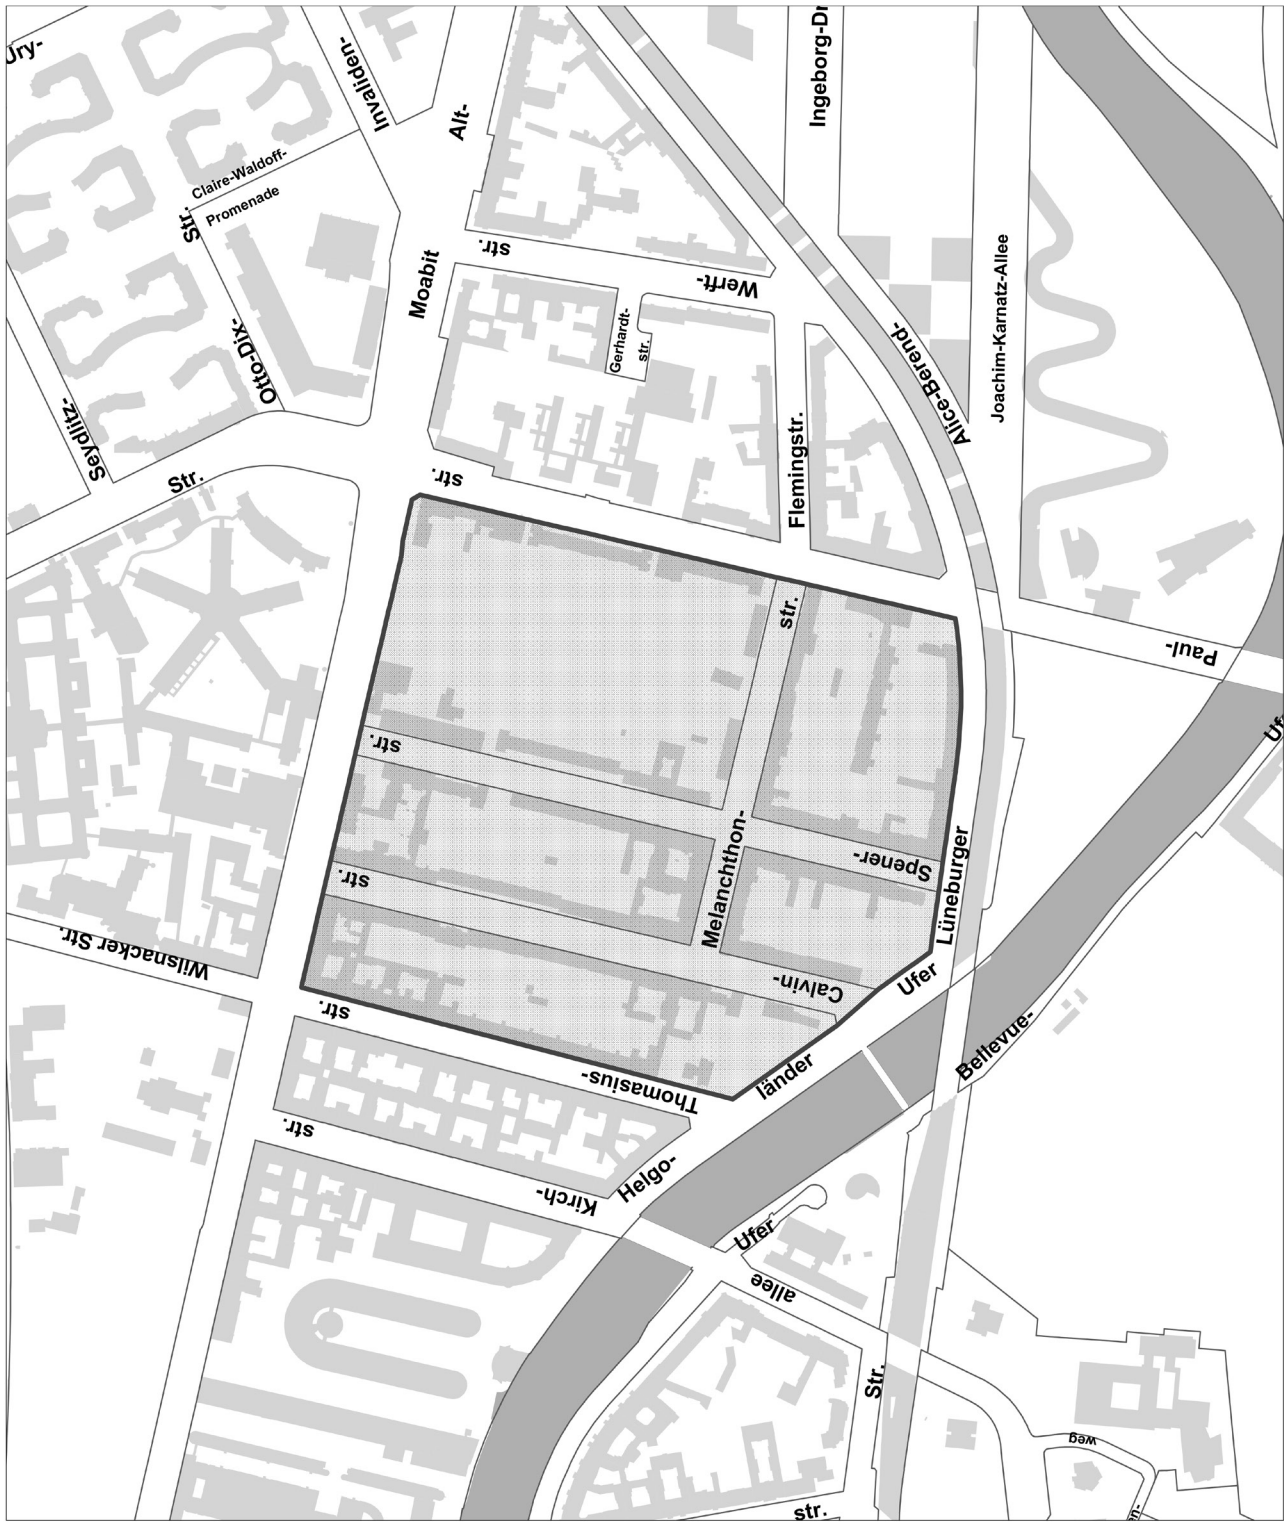 Ury-
Invaliden-
Alt-
Ingeborg-Dr
Claire-Waldoff-
Promenade
Str.
str.
Werft-
Moabit
Gerhardt-
str.
Joachim-Karnatz-Allee
Alice-Berend-
Otto-Dix-
Seydlitz-
Str.
str.
Flemingstr.
str.
Paul-
Uf
str.
Melanchthon-
Spener-
Lüneburger
str.
Wilsnacker Str.
Calvin-
Ufer
str.
Thomasius-
länder
Bellevue-
str.
Kirch-
Helgo-
Ufer
allee
Str.
weg
str.
n-